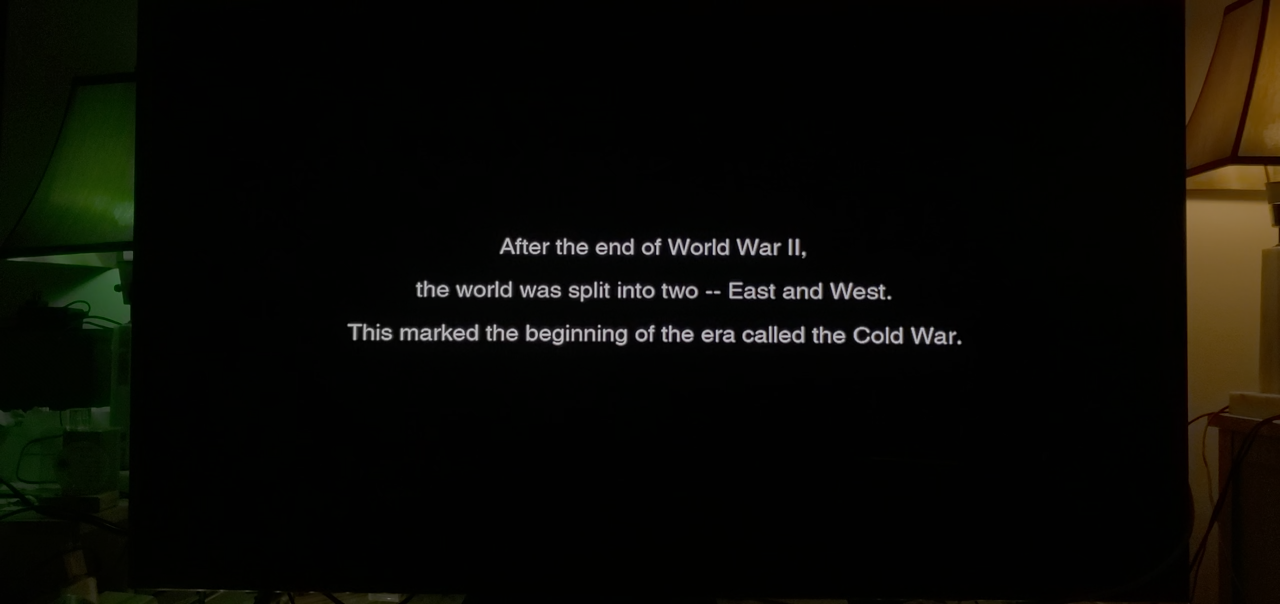 After the end of World War II,
the world was split into two -- East and West.
This marked the beginning of the era called the Cold War.